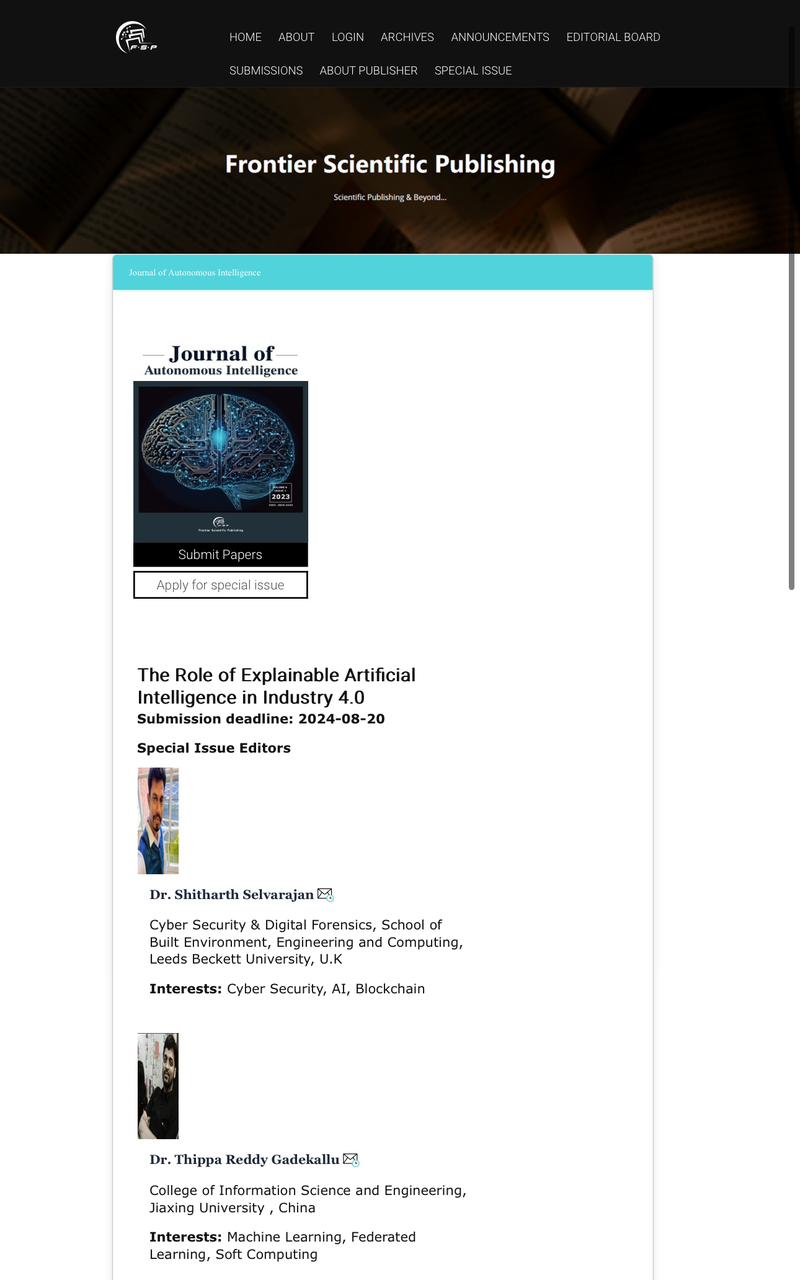 F·S·P
HOME ABOUT LOGIN ARCHIVES ANNOUNCEMENTS EDITORIAL BOARD
SUBMISSIONS ABOUT PUBLISHER SPECIAL ISSUE
Frontier Scientific Publishing
Scientific Publishing & Beyond...
Journal of Autonomous Intelligence
Journal of
Autonomous Intelligence
2023
Frontier Scientific Publishing
Submit Papers
Apply for special issue
The Role of Explainable Artificial
Intelligence in Industry 4.0
Submission deadline: 2024-08-20
Special Issue Editors
Dr. Shitharth Selvarajan
Cyber Security & Digital Forensics, School of
Built Environment, Engineering and Computing,
Leeds Beckett University, U.K
Interests: Cyber Security, AI, Blockchain
Dr. Thippa Reddy Gadekallu
College of Information Science and Engineering,
Jiaxing University , China
Interests: Machine Learning, Federated
Learning, Soft Computing